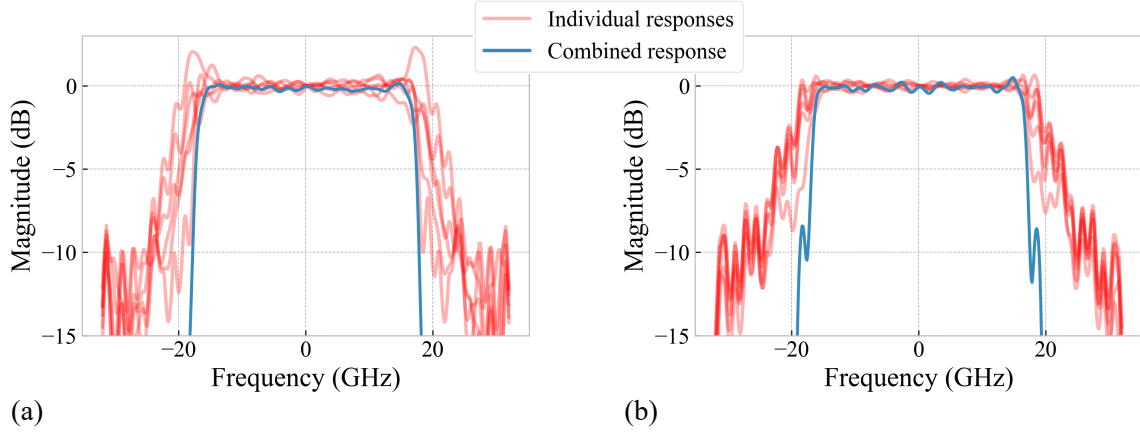 Individual responses
Combined response
Magnitude (dB)
0
−5
−10
−15
−20
0
20
Frequency (GHz)
(a)
Magnitude (dB)
0
−5
−10
−15
−20
0
20
Frequency (GHz)
(b)